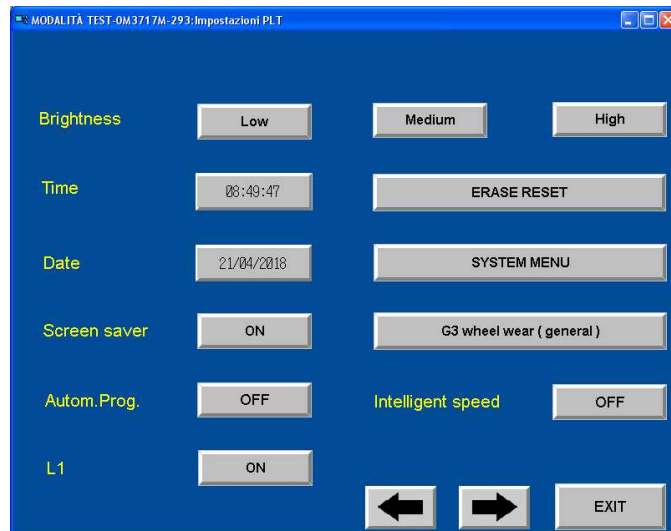 MODALITÀ TEST-0M3717M-293:Impostazioni PLT
Brightness Low Medium High
Time 08:49:47 ERASE RESET
Date 21/04/2018 SYSTEM MENU
Screen saver ON G3 wheel wear ( general )
Autom.Prog. OFF Intelligent speed OFF
L1 ON
EXIT